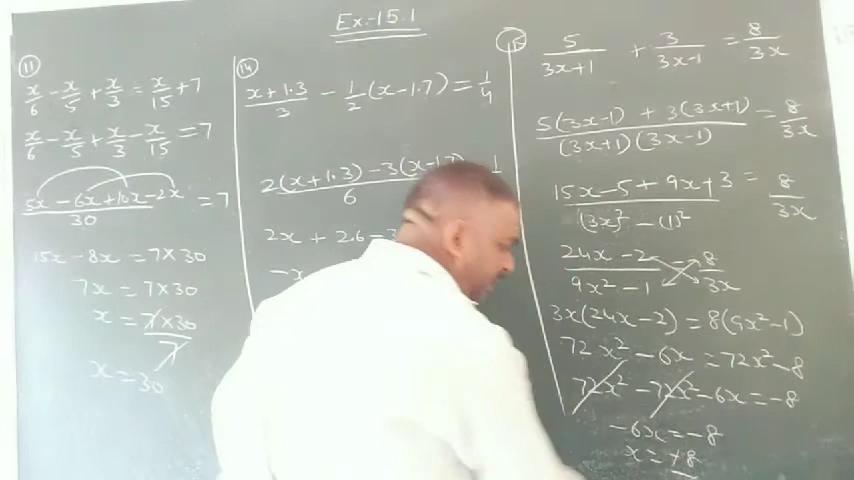 Ex.15.1
(11)
x/6 - x/5 + x/3 = x/15 + 7
x/6 - x/5 + x/3 - x/15 = 7
(5x - 6x + 10x - 2x)/30 = 7
15x - 8x = 7×30
7x = 7×30
x = (7×30)/7
x = 30
(14)
(x+1.3)/3 - 1/2(x-1.7) = 1/4
(2(x+1.3) - 3(x-1.7))/6 1
2x + 2.6 - 3
-x
(15)
5/(3x+1) + 3/(3x-1) = 8/3x
(5(3x-1) + 3(3x+1))/((3x+1)(3x-1)) = 8/3x
(15x - 5 + 9x + 3)/((3x)² - (1)²) = 8/3x
(24x - 2)/(9x² - 1) = 8/3x
3x(24x - 2) = 8(9x² - 1)
72x² - 6x = 72x² - 8
72x² - 72x² - 6x = -8
-6x = -8
x = -8